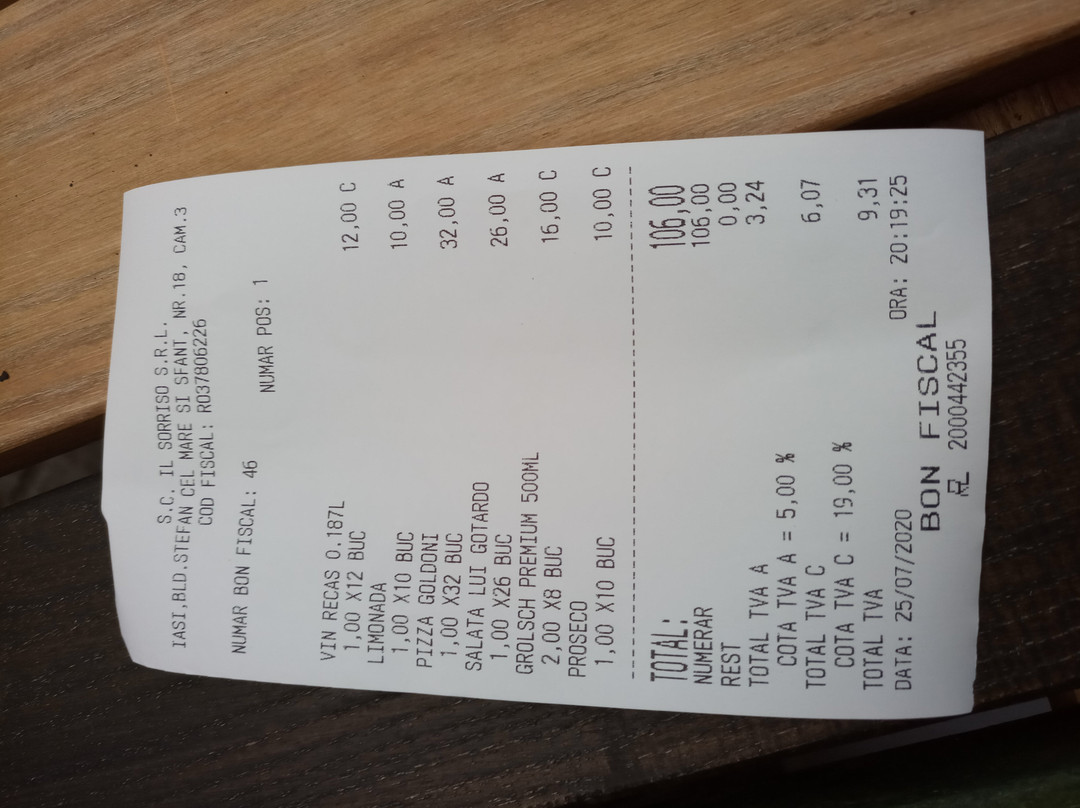 S.C. IL SORRISO S.R.L.
IASI,BLD.STEFAN CEL MARE SI SFANT, NR.18, CAM.3
COD FISCAL: RO37806226
NUMAR BON FISCAL: 46
NUMAR POS: 1
VIN RECAS 0.187L
1,00 X12 BUC 12,00 C
LIMONADA
1,00 X10 BUC 10,00 A
PIZZA GOLDONI
1,00 X32 BUC 32,00 A
SALATA LUI GOTARDO
1,00 X26 BUC 26,00 A
GROLSCH PREMIUM 500ML
2,00 X8 BUC 16,00 C
PROSECO
1,00 X10 BUC 10,00 C
TOTAL: 106,00
NUMERAR 106,00
REST 0,00
TOTAL TVA A 3,24
COTA TVA A = 5,00 %
TOTAL TVA C 6,07
COTA TVA C = 19,00 %
TOTAL TVA 9,31
DATA: 25/07/2020 ORA: 20:19:25
BON FISCAL
2000442355